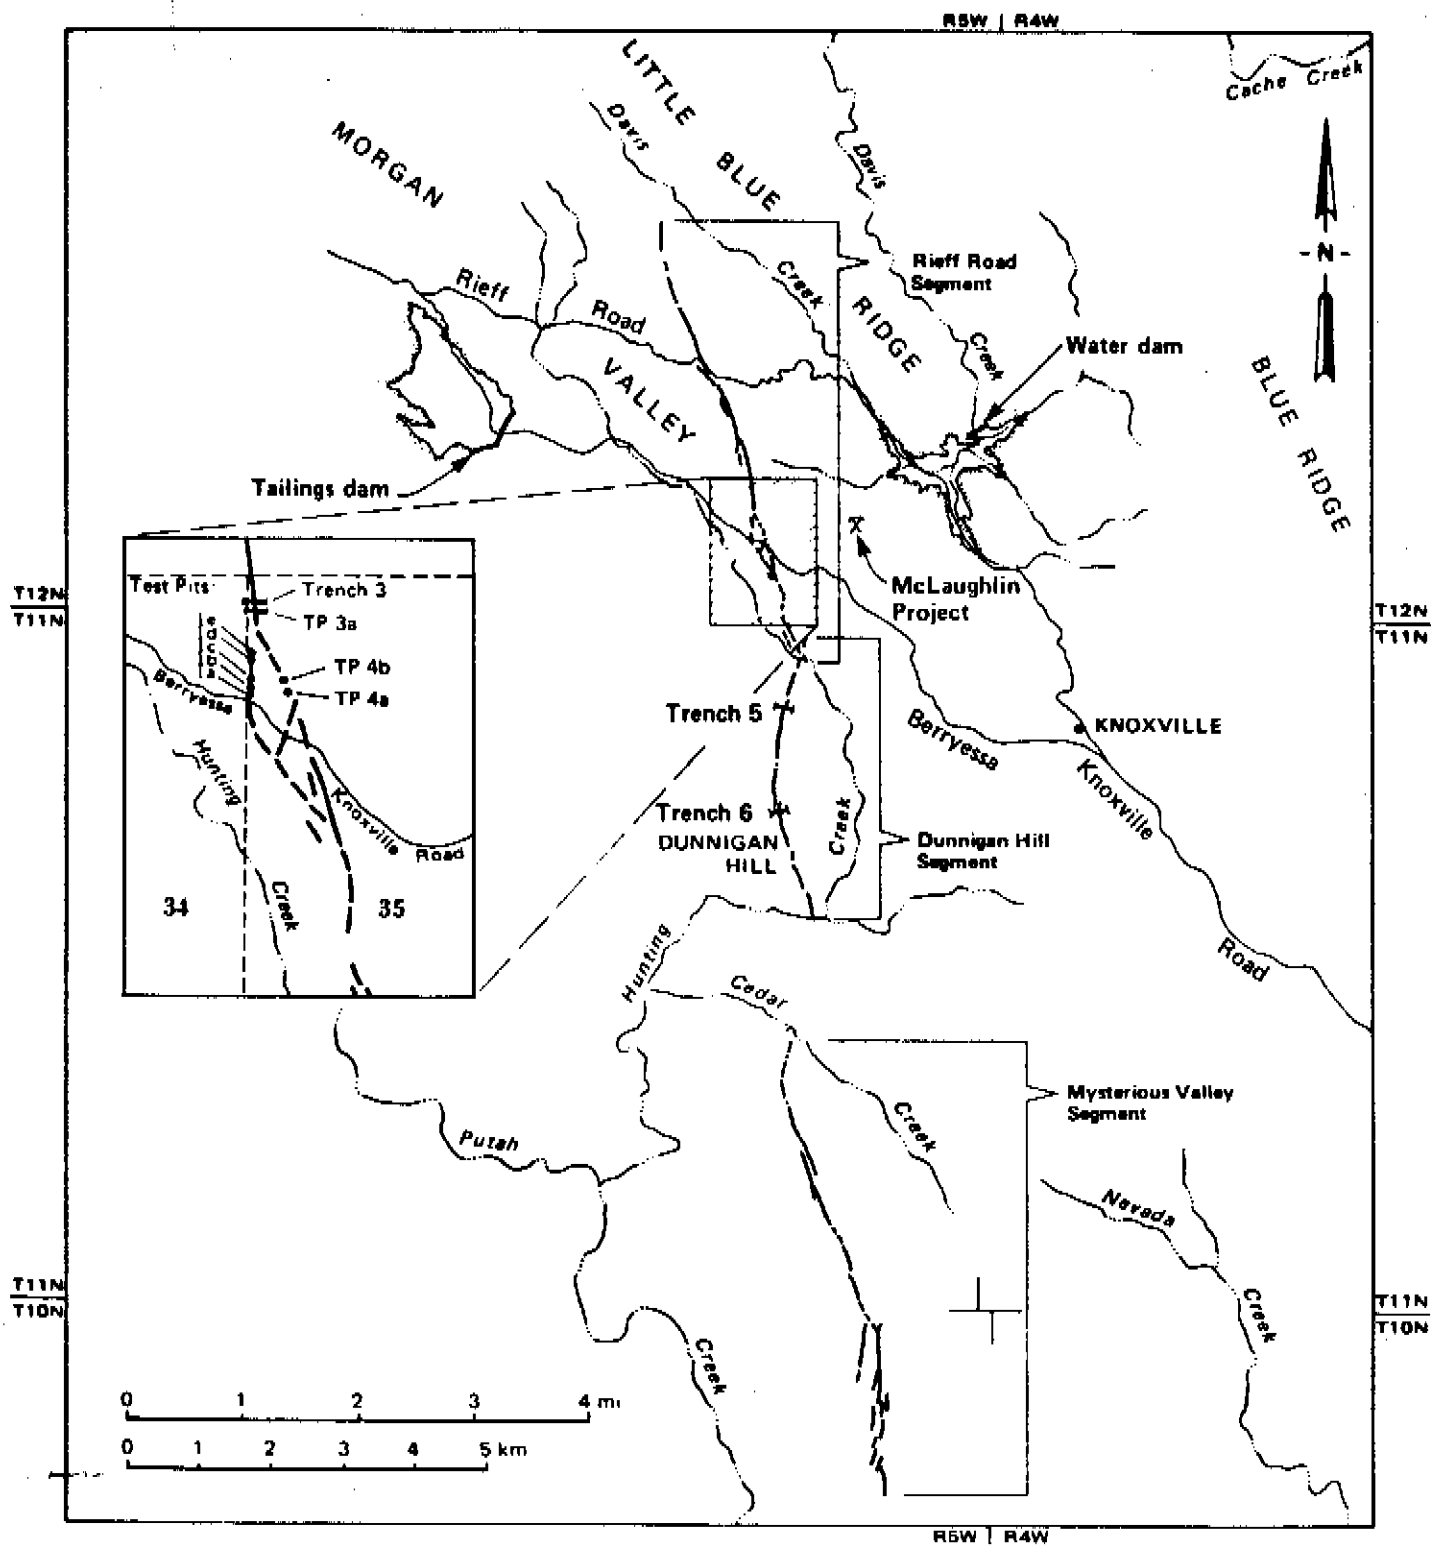 R5W | R4W
LITTLE
BLUE
RIDGE
MORGAN
VALLEY
Davis
Creek
Davis
Creek
Cache Creek
- N -
Rieff Road
Segment
Rieff
Road
Water dam
BLUE RIDGE
Tailings dam
McLaughlin
Project
T12N
T11N
T12N
T11N
Test Pits
Trench 3
TP 3a
e
d
c
b
a
TP 4b
TP 4a
Berryessa
Knoxville
Road
Hunting
Creek
34
35
Trench 5
Trench 6
DUNNIGAN
HILL
Creek
Berryessa
KNOXVILLE
Knoxville
Road
Dunnigan Hill
Segment
Hunting
Cedar
Creek
Mysterious Valley
Segment
Putah
Creek
Nevada
Creek
T11N
T10N
T11N
T10N
0 1 2 3 4 mi
0 1 2 3 4 5 km
R5W | R4W